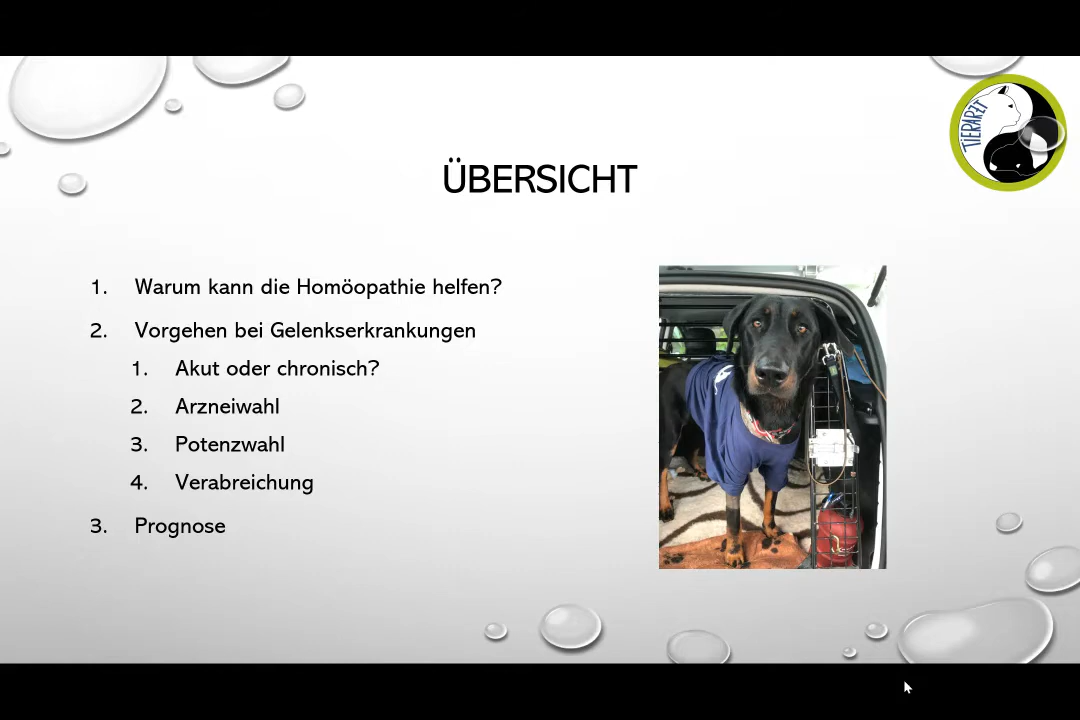 TIERARZT
ÜBERSICHT
1. Warum kann die Homöopathie helfen?
2. Vorgehen bei Gelenkserkrankungen
1. Akut oder chronisch?
2. Arzneiwahl
3. Potenzwahl
4. Verabreichung
3. Prognose